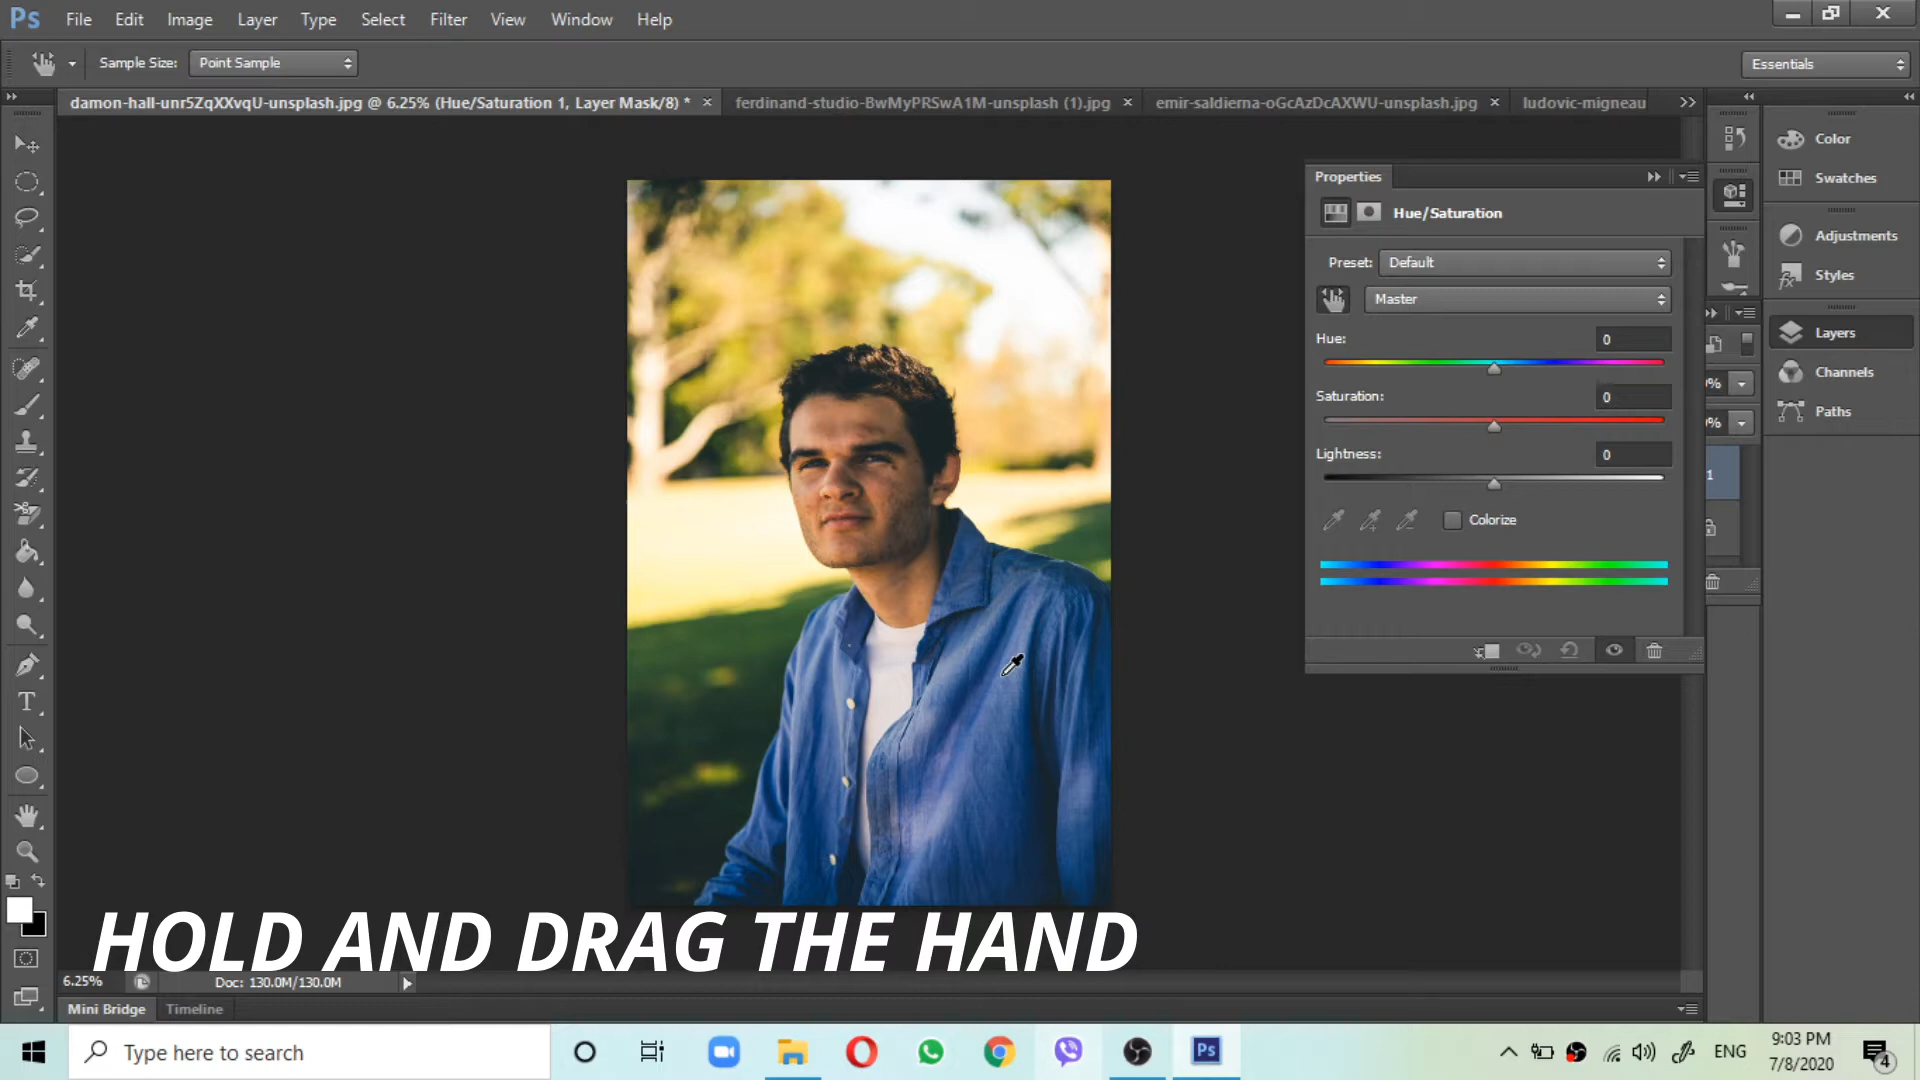 Ps File Edit Image Layer Type Select Filter View Window Help
Sample Size: Point Sample Essentials
damon-hall-unr5ZqXXvqU-unsplash.jpg @ 6.25% (Hue/Saturation 1, Layer Mask/8) * × ferdinand-studio-BwMyPRSwA1M-unsplash (1).jpg × emir-saldierna-oGcAzDcAXWU-unsplash.jpg × ludovic-migneau
Color
Swatches
Adjustments
Styles
Layers
Channels
Paths
Properties
Hue/Saturation
Preset: Default
Master
Hue: 0
Saturation: 0
Lightness: 0
Colorize
%
%
1
HOLD AND DRAG THE HAND
6.25% Doc: 130.0M/130.0M
Mini Bridge Timeline
Type here to search
Ps
ENG
9:03 PM
7/8/2020
4